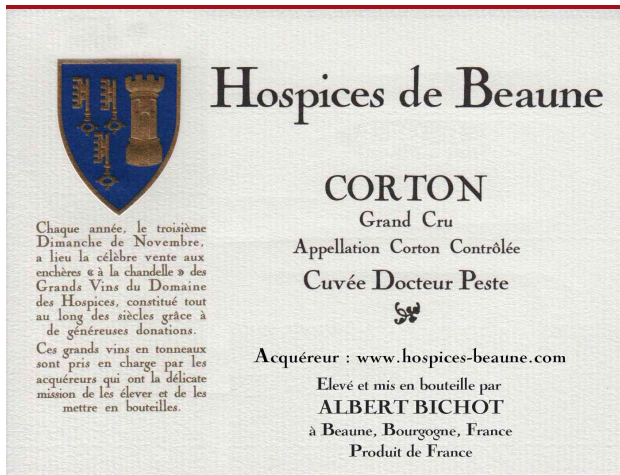 Hospices de Beaune
CORTON
Grand Cru
Appellation Corton Contrôlée
Cuvée Docteur Peste
Chaque année, le troisième
Dimanche de Novembre,
a lieu la célèbre vente aux
enchères « à la chandelle » des
Grands Vins du Domaine
des Hospices, constitué tout
au long des siècles grâce à
de généreuses donations.
Ces grands vins en tonneaux
sont pris en charge par les
acquéreurs qui ont la délicate
mission de les élever et de les
mettre en bouteilles.
Acquéreur : www.hospices-beaune.com
Elevé et mis en bouteille par
ALBERT BICHOT
à Beaune, Bourgogne, France
Produit de France